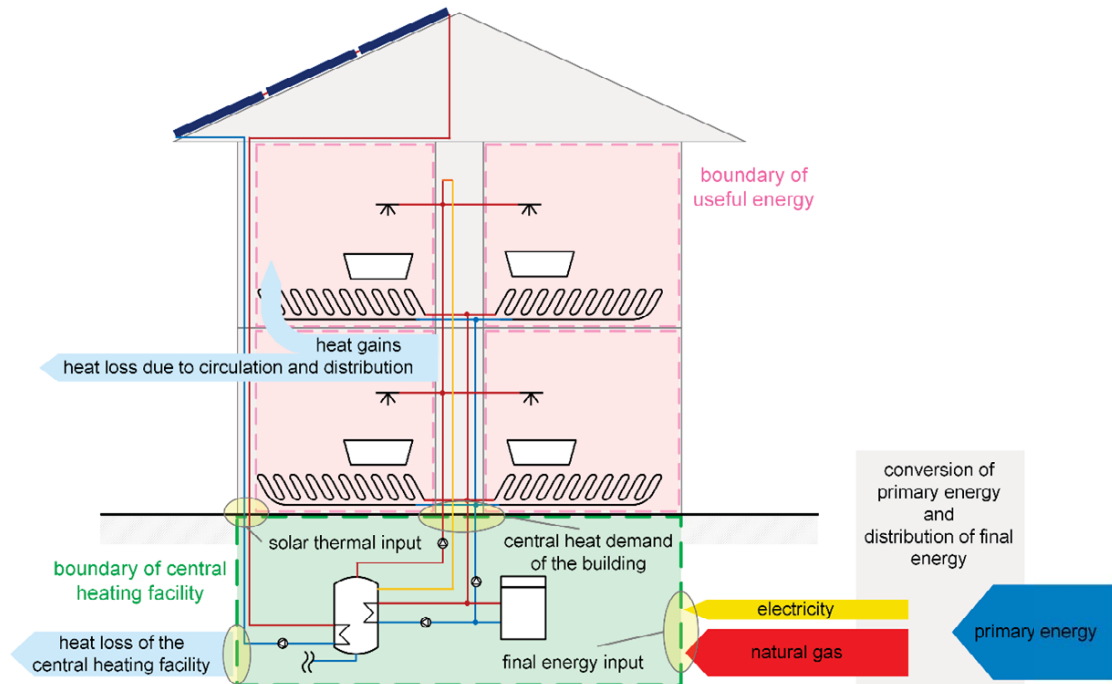 boundary of
useful energy
heat gains
heat loss due to circulation and distribution
conversion of
primary energy
and
distribution of final
energy
solar thermal input
central heat demand
of the building
boundary of central
heating facility
electricity
primary energy
heat loss of the
central heating facility
final energy input
natural gas